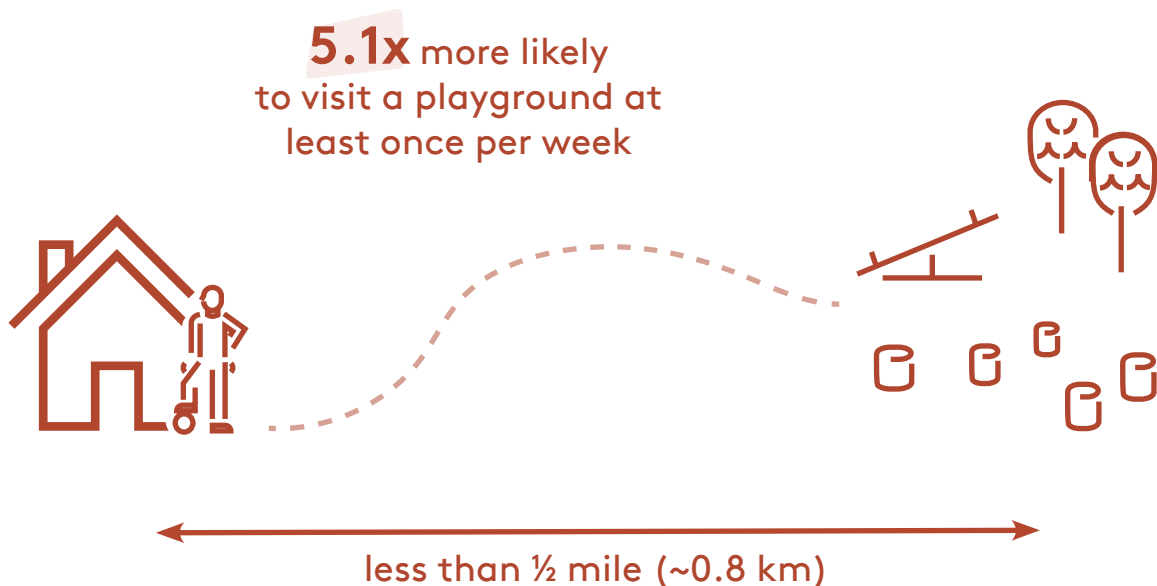 5.1x more likely
to visit a playground at
least once per week
less than ½ mile (~0.8 km)